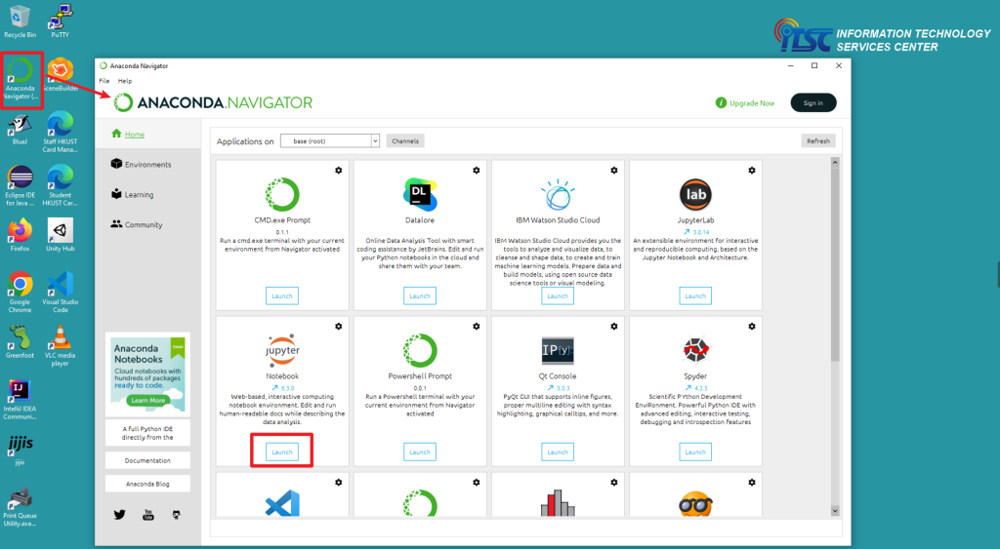 Recycle Bin
PuTTY
Anaconda
Navigator (...
SceneBuilder
BlueJ
Staff HKUST
Card Mana...
Eclipse IDE
for Java ...
Student
HKUST Car...
Firefox
Unity Hub
Google
Chrome
Visual Studio
Code
Greenfoot
VLC media
player
IJ
IntelliJ IDEA
Communi...
jijis
jijis
Print Queue
Utility.exe...
iTSC
INFORMATION TECHNOLOGY
SERVICES CENTER
Anaconda Navigator
File Help
ANACONDA.NAVIGATOR
i Upgrade Now
Sign in
Home
Environments
Learning
Community
Anaconda
Notebooks
Cloud notebooks with
hundreds of packages
ready to code.
Learn More
A full Python IDE
directly from the
Documentation
Anaconda Blog
You
Tube
Applications on
base (root)
Channels
Refresh
CMD.exe Prompt
0.1.1
Run a cmd.exe terminal with your current
environment from Navigator activated
Launch
DL
Datalore
Online Data Analysis Tool with smart
coding assistance by JetBrains. Edit and run
your Python notebooks in the cloud and
share them with your team.
Launch
IBM Watson Studio Cloud
IBM Watson Studio Cloud provides you the
tools to analyze and visualize data, to
cleanse and shape data, to create and train
machine learning models. Prepare data and
build models, using open source data
science tools or visual modeling.
Launch
lab
JupyterLab
3.0.14
An extensible environment for interactive
and reproducible computing, based on the
Jupyter Notebook and Architecture.
Launch
jupyter
Notebook
6.3.0
Web-based, interactive computing
notebook environment. Edit and run
human-readable docs while describing the
data analysis.
Launch
Powershell Prompt
0.0.1
Run a Powershell terminal with your
current environment from Navigator
activated
Launch
IP[y]
Qt Console
5.0.3
PyQt GUI that supports inline figures,
proper multiline editing with syntax
highlighting, graphical calltips, and more.
Launch
Spyder
4.2.5
Scientific PYthon Development
EnviRonment. Powerful Python IDE with
advanced editing, interactive testing,
debugging and introspection features
Launch